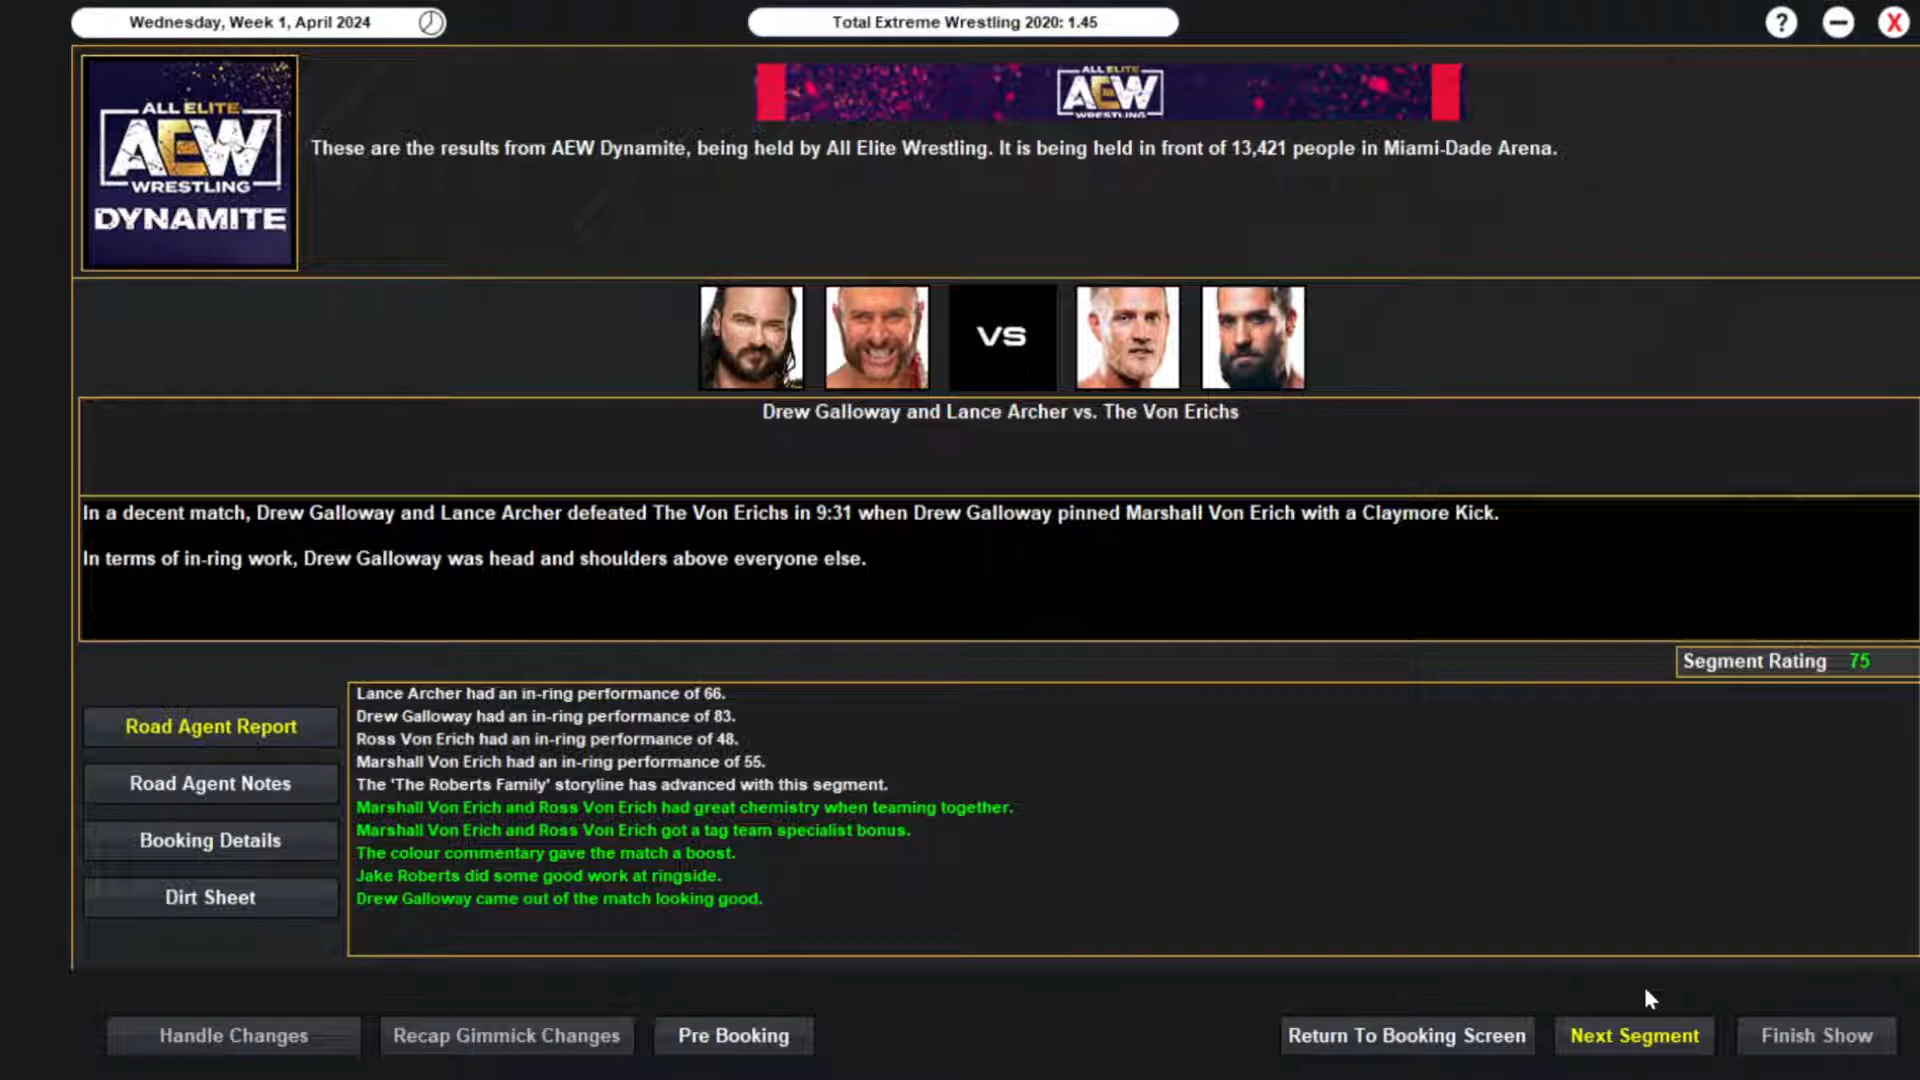 Wednesday, Week 1, April 2024
Total Extreme Wrestling 2020: 1.45
?
X
ALL ELITE
AEW
WRESTLING
DYNAMITE
ALL ELITE
AEW
WRESTLING
These are the results from AEW Dynamite, being held by All Elite Wrestling. It is being held in front of 13,421 people in Miami-Dade Arena.
VS
Drew Galloway and Lance Archer vs. The Von Erichs
In a decent match, Drew Galloway and Lance Archer defeated The Von Erichs in 9:31 when Drew Galloway pinned Marshall Von Erich with a Claymore Kick.
In terms of in-ring work, Drew Galloway was head and shoulders above everyone else.
Segment Rating 75
Road Agent Report
Road Agent Notes
Booking Details
Dirt Sheet
Lance Archer had an in-ring performance of 66.
Drew Galloway had an in-ring performance of 83.
Ross Von Erich had an in-ring performance of 48.
Marshall Von Erich had an in-ring performance of 55.
The 'The Roberts Family' storyline has advanced with this segment.
Marshall Von Erich and Ross Von Erich had great chemistry when teaming together.
Marshall Von Erich and Ross Von Erich got a tag team specialist bonus.
The colour commentary gave the match a boost.
Jake Roberts did some good work at ringside.
Drew Galloway came out of the match looking good.
Handle Changes
Recap Gimmick Changes
Pre Booking
Return To Booking Screen
Next Segment
Finish Show